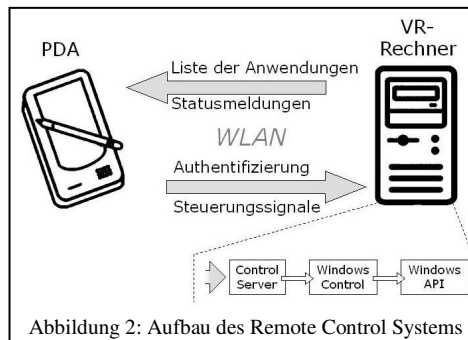 PDA
VR-
Rechner
Liste der Anwendungen
Statusmeldungen
WLAN
Authentifizierung
Steuerungssignale
Control
Server
Windows
Control
Windows
API
Abbildung 2: Aufbau des Remote Control Systems